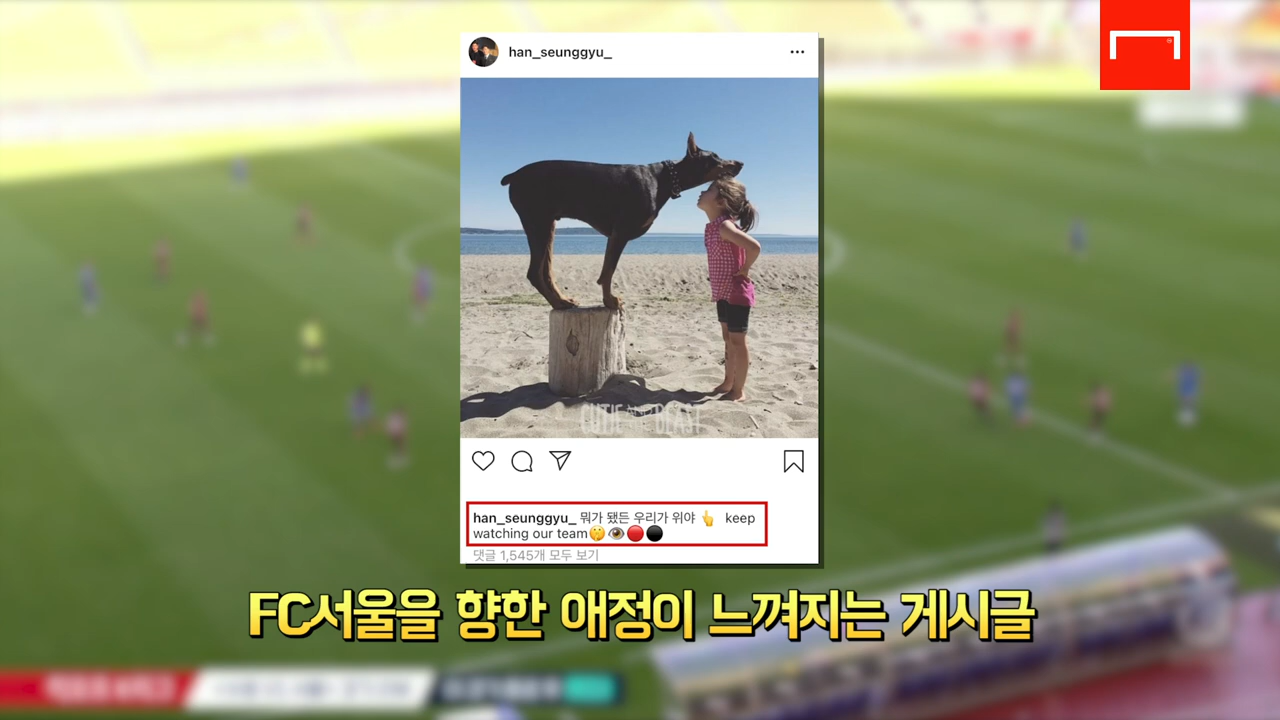 han_seunggyu_
CUTIE AND THE BEAST
han_seunggyu_ 뭐가 됐든 우리가 위야 👆 keep
watching our team🤫👁️🔴⚫
댓글 1,545개 모두 보기
FC서울을 향한 애정이 느껴지는 게시글